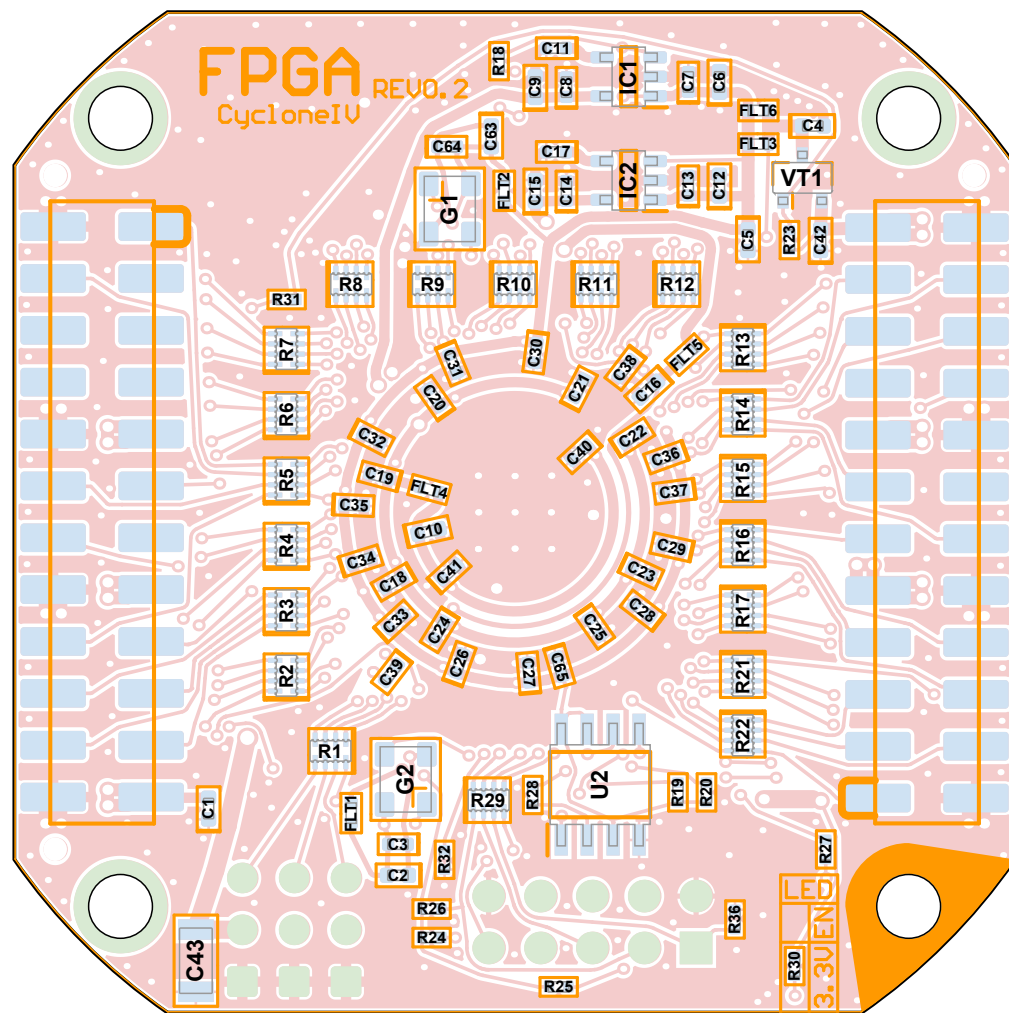 FPGA REV0.2
CycloneIV
R18
C11
IC1
C9
C8
C7
C6
FLT6
C4
FLT3
C63
C64
C17
IC2
VT1
G1
FLT2
C15
C14
C13
C12
C5
R23
C42
R31
R8
R9
R10
R11
R12
R7
C31
C30
C38
FLT5
R13
C20
C21
C16
R6
C32
C40
C22
R14
R5
C19
FLT4
C36
R15
C35
C37
R4
C10
C29
R16
C34
C18
C41
C23
R3
C33
C24
C25
C28
R17
R2
C39
C26
C27
C65
R21
R1
G2
U2
R22
C1
FLT1
R29
R28
R19
R20
C3
C2
R32
R27
LED
R26
R24
R36
EN
3.3V
C43
R25
R30